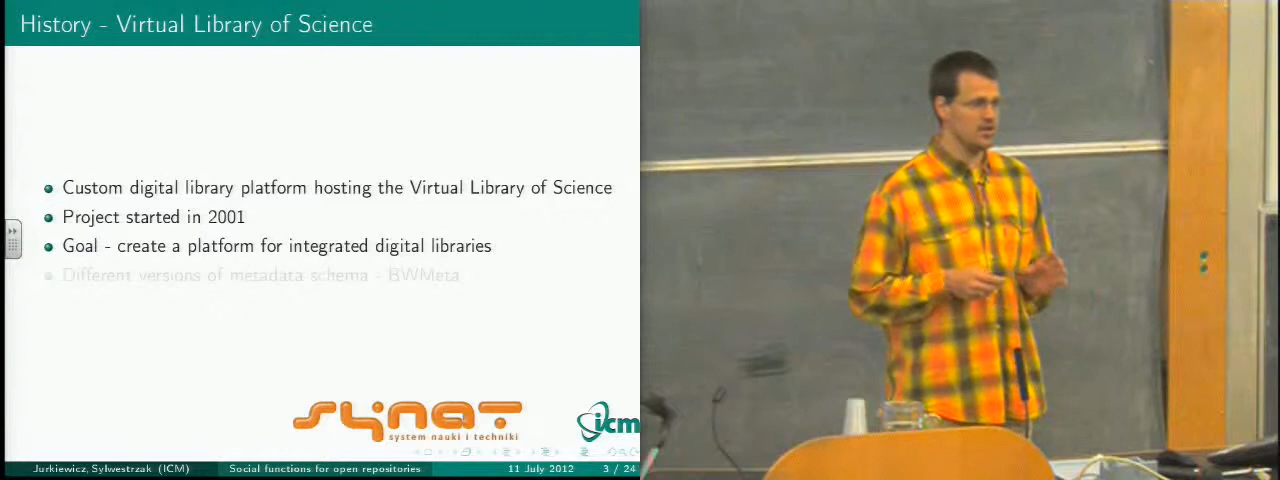 History - Virtual Library of Science
Custom digital library platform hosting the Virtual Library of Science
Project started in 2001
Goal - create a platform for integrated digital libraries
Different versions of metadata schema - BWMeta
synat
system nauki i techniki
icm
Jurkiewicz, Sylwestrzak (ICM) Social functions for open repositories 11 July 2012 3 / 24